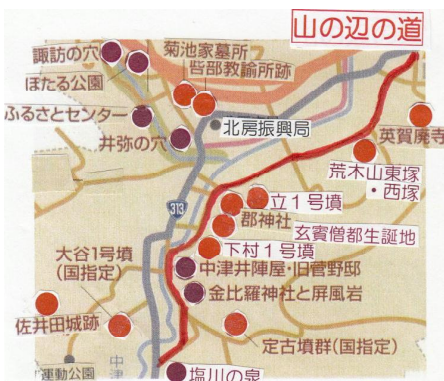 山の辺の道
諏訪の穴
ほたる公園
菊池家墓所
呰部教諭所跡
ふるさとセンター
北房振興局
井弥の穴
英賀廃寺
荒木山東塚
・西塚
313
立1号墳
郡神社
玄賓僧都生誕地
大谷1号墳
(国指定)
下村1号墳
中津井陣屋・旧菅野邸
金比羅神社と屏風岩
佐井田城跡
定古墳群(国指定)
運動公園
中津
塩川の泉